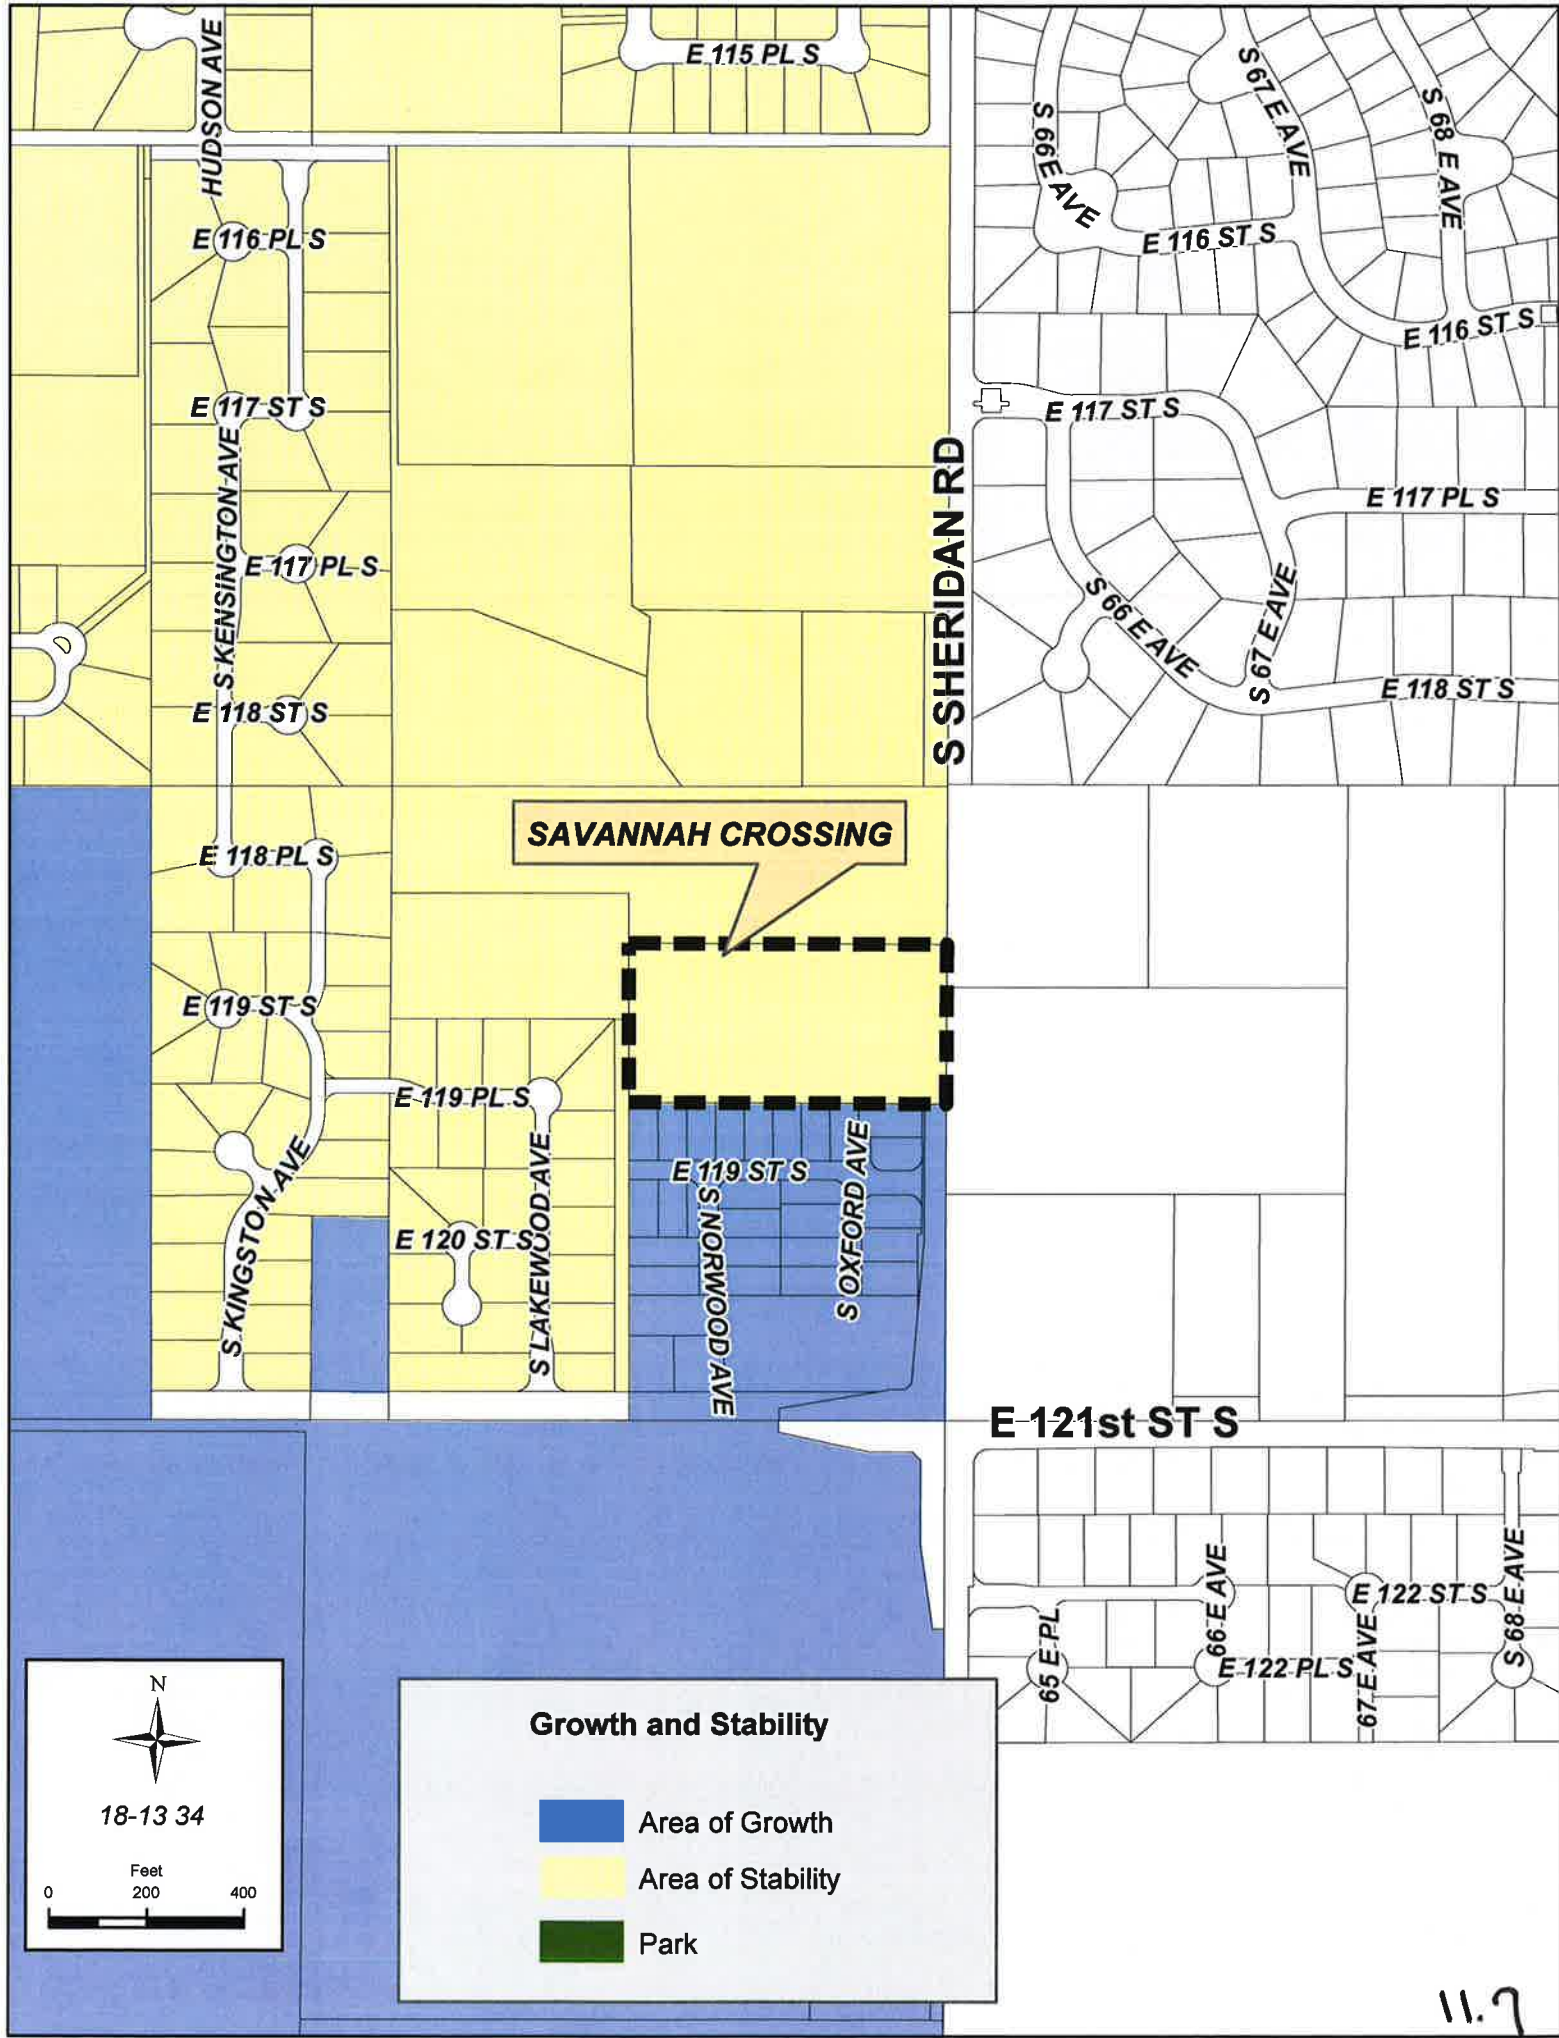 E 115 PL S
HUDSON AVE
S 66 E AVE
S 67 E AVE
S 68 E AVE
E 116 PL S
E 116 ST S
E 116 ST S
E 117 ST S
E 117 ST S
S KENSINGTON AVE
S SHERIDAN RD
E 117 PL S
E 117 PL S
S 66 E AVE
S 67 E AVE
E 118 ST S
E 118 ST S
SAVANNAH CROSSING
E 118 PL S
E 119 ST S
E 119 PL S
S KINGSTON AVE
E 119 ST S
S LAKEWOOD AVE
S NORWOOD AVE
S OXFORD AVE
E 120 ST S
E 121st ST S
66 E AVE
S 68 E AVE
E 122 ST S
65 E PL
E 122 PL S
67 E AVE
N
18-13 34
Feet
0 200 400
Growth and Stability
Area of Growth
Area of Stability
Park
11.7